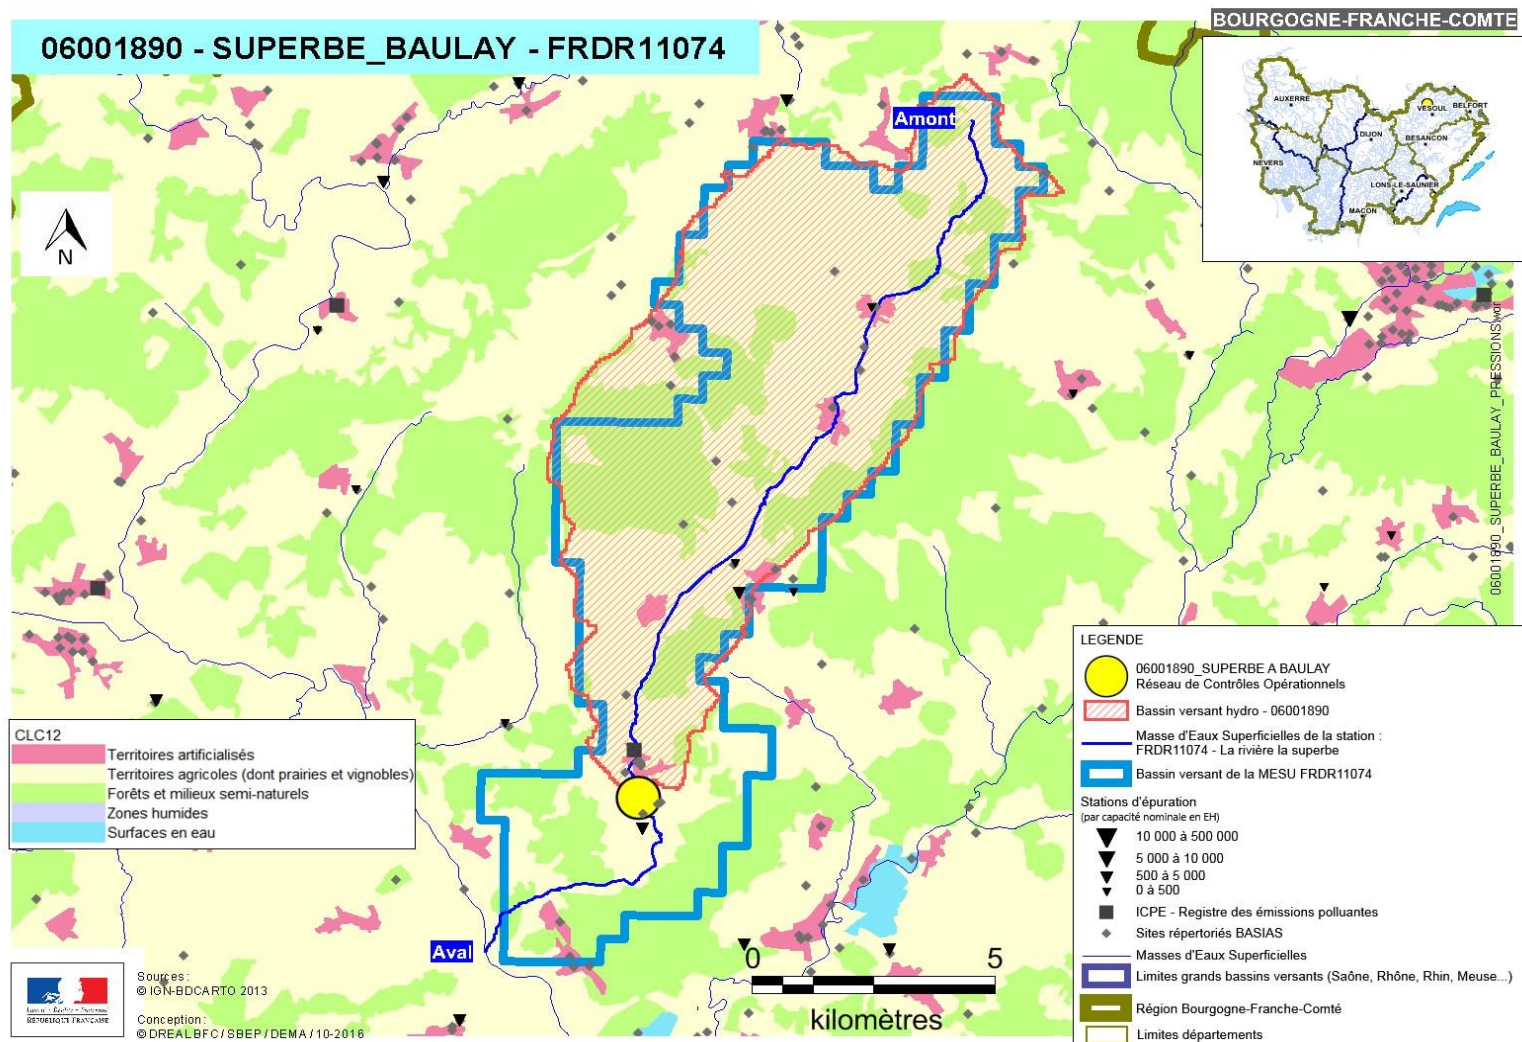 BOURGOGNE-FRANCHE-COMTE
06001890 - SUPERBE_BAULAY - FRDR11074
AUXERRE
VESOUL
BELFORT
DIJON
BESANCON
NEVERS
LONS-LE-SAUNIER
MACON
Amont
N
06001890_SUPERBE_BAULAY_PRESSIONS.wor
CLC12
Territoires artificialisés
Territoires agricoles (dont prairies et vignobles)
Forêts et milieux semi-naturels
Zones humides
Surfaces en eau
LEGENDE
06001890_SUPERBE A BAULAY
Réseau de Contrôles Opérationnels
Bassin versant hydro - 06001890
Masse d'Eaux Superficielles de la station :
FRDR11074 - La rivière la superbe
Bassin versant de la MESU FRDR11074
Stations d'épuration
(par capacité nominale en EH)
10 000 à 500 000
5 000 à 10 000
500 à 5 000
0 à 500
ICPE - Registre des émissions polluantes
Sites répertoriés BASIAS
Masses d'Eaux Superficielles
Limites grands bassins versants (Saône, Rhône, Rhin, Meuse...)
Région Bourgogne-Franche-Comté
Limites départements
Aval
0 5
kilomètres
Liberté • Égalité • Fraternité
RÉPUBLIQUE FRANÇAISE
Sources :
© IGN-BDCARTO 2013
Conception :
© DREAL BFC / SBEP / DEMA / 10-2016